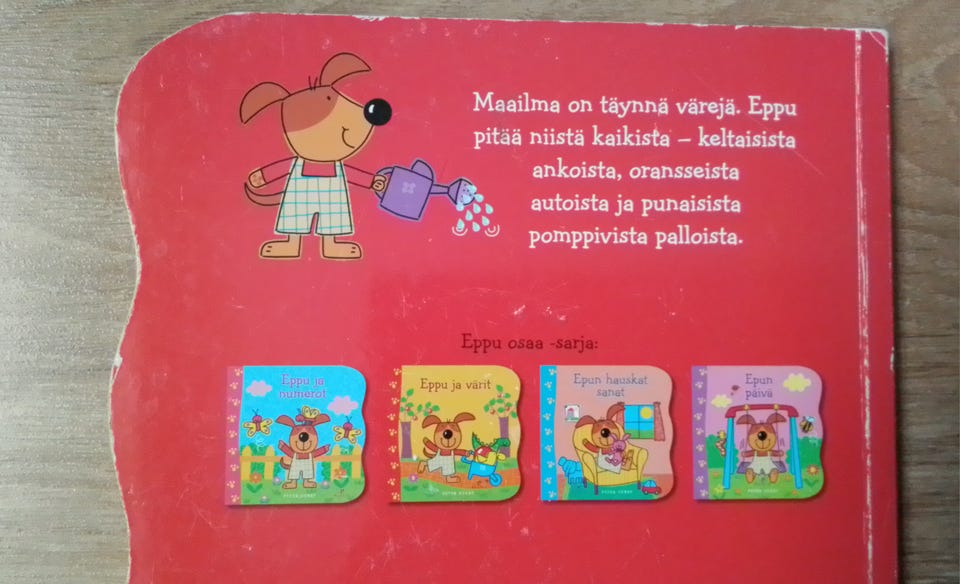 Maailma on täynnä värejä. Eppu
pitää niistä kaikista – keltaisista
ankoista, oransseista
autoista ja punaisista
pomppivista palloista.
Eppu osaa -sarja:
Eppu ja
numerot
Eppu ja värit
Epun hauskat
sanat
Epun
päivä